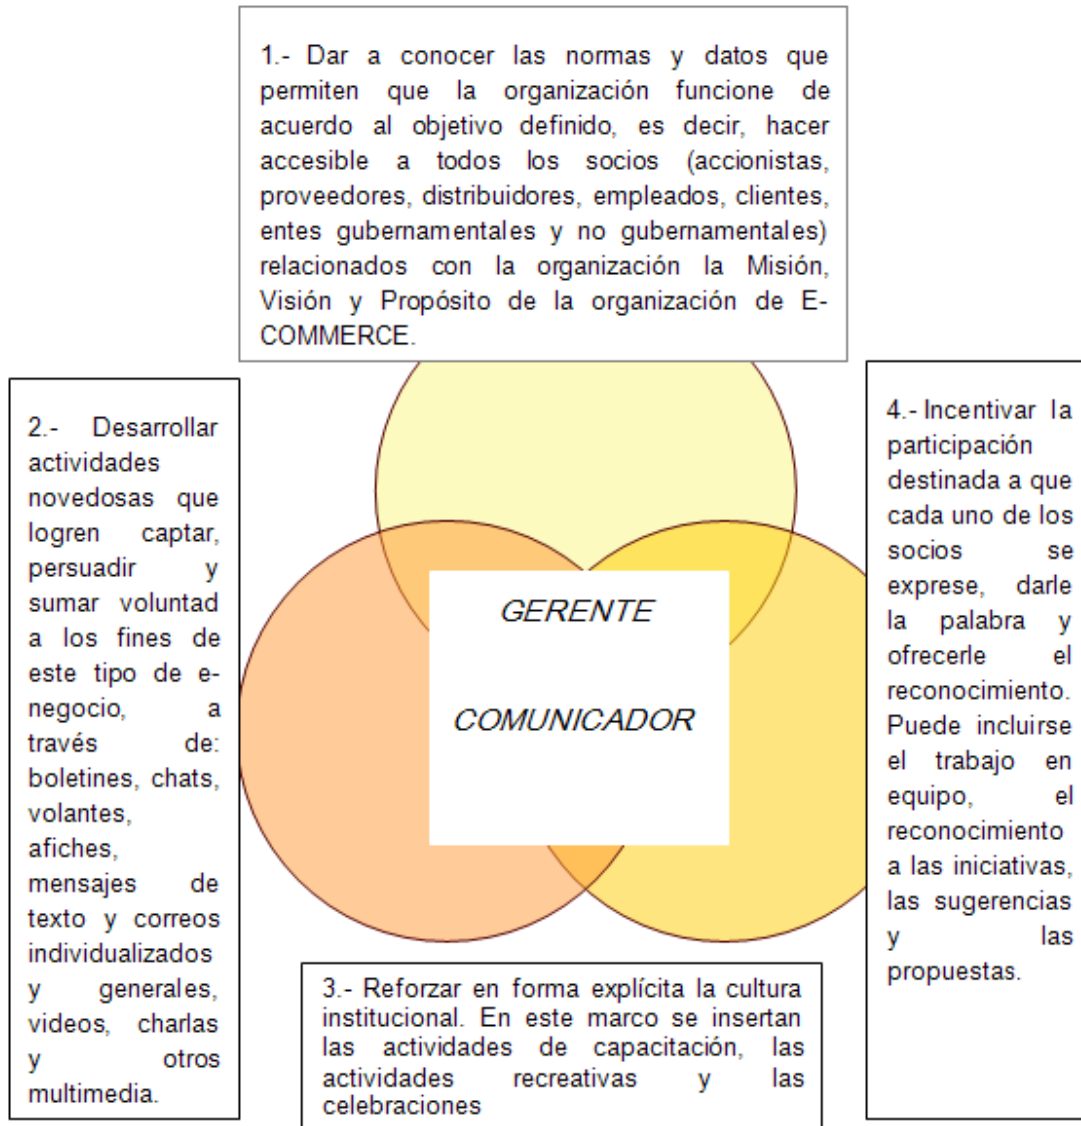 1.- Dar a conocer las normas y datos que
permiten que la organización funcione de
acuerdo al objetivo definido, es decir, hacer
accesible a todos los socios (accionistas,
proveedores, distribuidores, empleados, clientes,
entes gubernamentales y no gubernamentales)
relacionados con la organización la Misión,
Visión y Propósito de la organización de E-
COMMERCE.
2.- Desarrollar
actividades
novedosas que
logren captar,
persuadir y
sumar voluntad
a los fines de
este tipo de e-
negocio, a
través de:
boletines, chats,
volantes,
afiches,
mensajes de
texto y correos
individualizados
y generales,
videos, charlas
y otros
multimedia.
GERENTE
COMUNICADOR
3.- Reforzar en forma explícita la cultura
institucional. En este marco se insertan
las actividades de capacitación, las
actividades recreativas y las
celebraciones
4.- Incentivar la
participación
destinada a que
cada uno de los
socios se
exprese, darle
la palabra y
ofrecerle el
reconocimiento.
Puede incluirse
el trabajo en
equipo, el
reconocimiento
a las iniciativas,
las sugerencias
y las
propuestas.